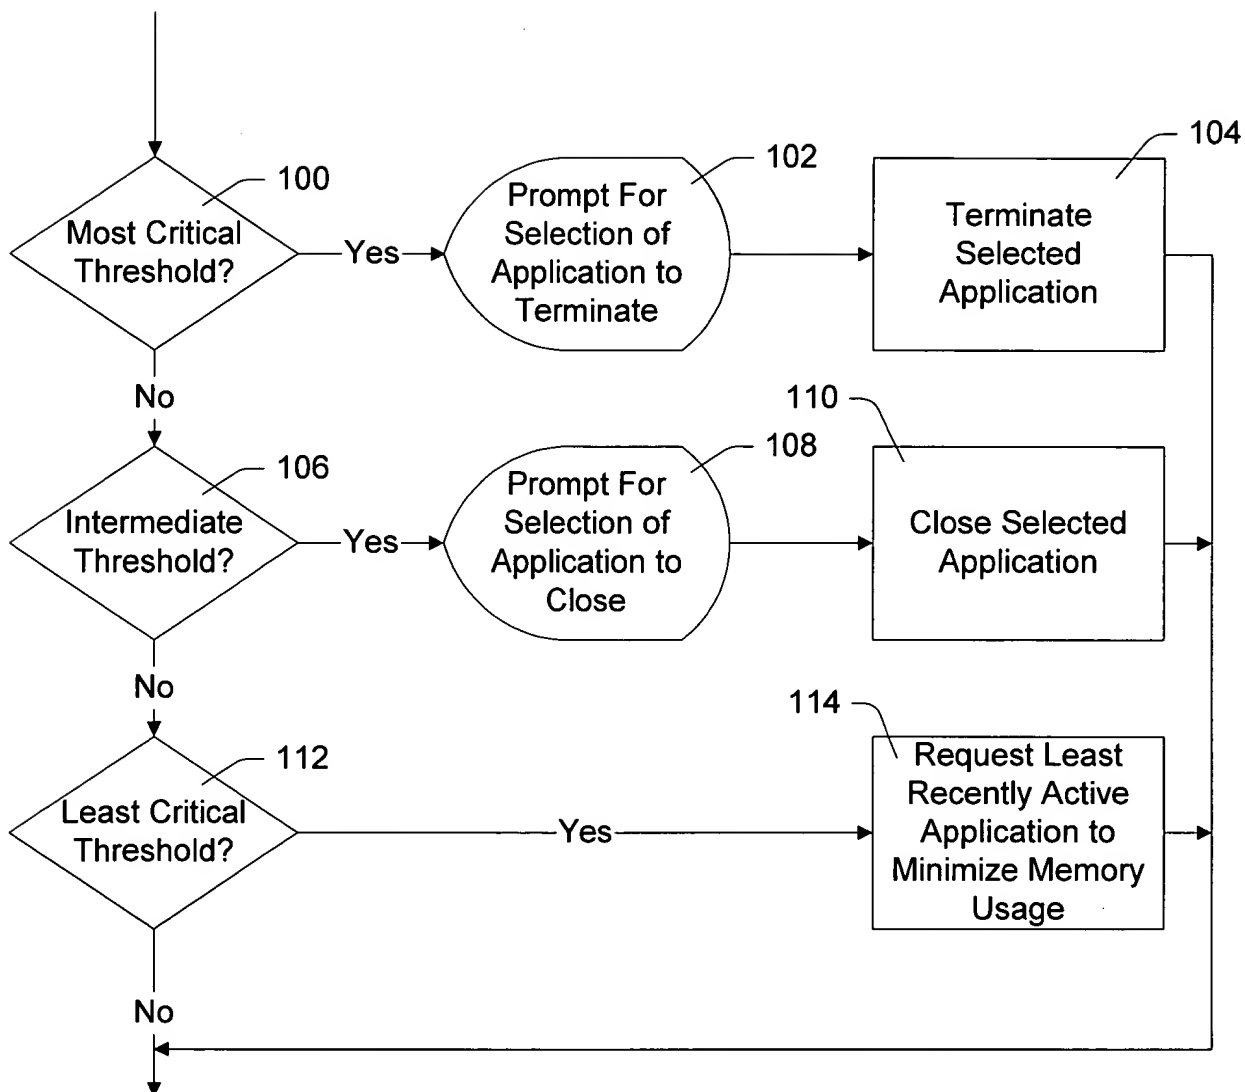 104
102
100
Prompt For
Selection of
Application to
Terminate
Terminate
Selected
Application
Most Critical
Threshold?
Yes
No
110
108
106
Prompt For
Selection of
Application to
Close
Close Selected
Application
Intermediate
Threshold?
Yes
No
114
112
Request Least
Recently Active
Application to
Minimize Memory
Usage
Least Critical
Threshold?
Yes
No